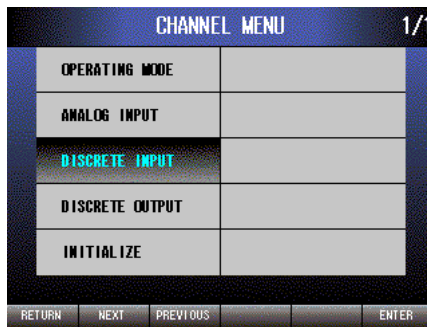 CHANNEL MENU 1/1
OPERATING MODE
ANALOG INPUT
DISCRETE INPUT
DISCRETE OUTPUT
INITIALIZE
RETURN NEXT PREVIOUS ENTER